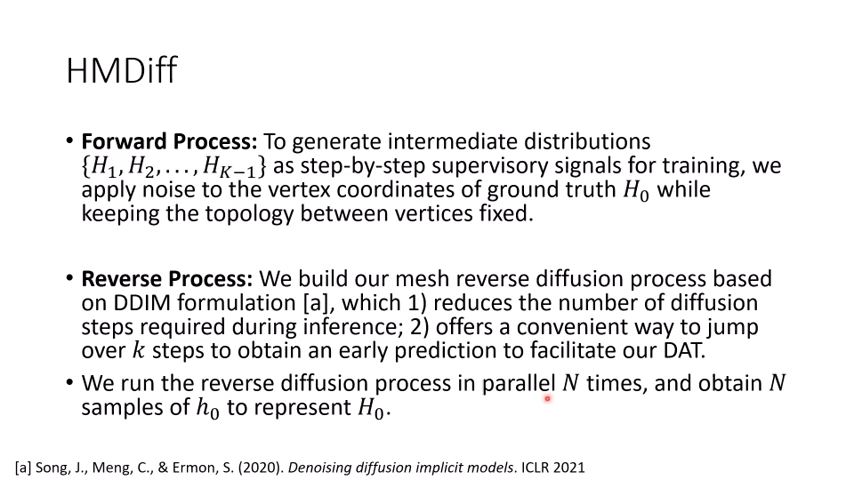 HMDiff
• Forward Process: To generate intermediate distributions
{H₁, H₂, . . . , H_{K−1}} as step-by-step supervisory signals for training, we
apply noise to the vertex coordinates of ground truth H₀ while
keeping the topology between vertices fixed.
• Reverse Process: We build our mesh reverse diffusion process based
on DDIM formulation [a], which 1) reduces the number of diffusion
steps required during inference; 2) offers a convenient way to jump
over k steps to obtain an early prediction to facilitate our DAT.
• We run the reverse diffusion process in parallel N times, and obtain N
samples of h₀ to represent H₀.
[a] Song, J., Meng, C., & Ermon, S. (2020). Denoising diffusion implicit models. ICLR 2021